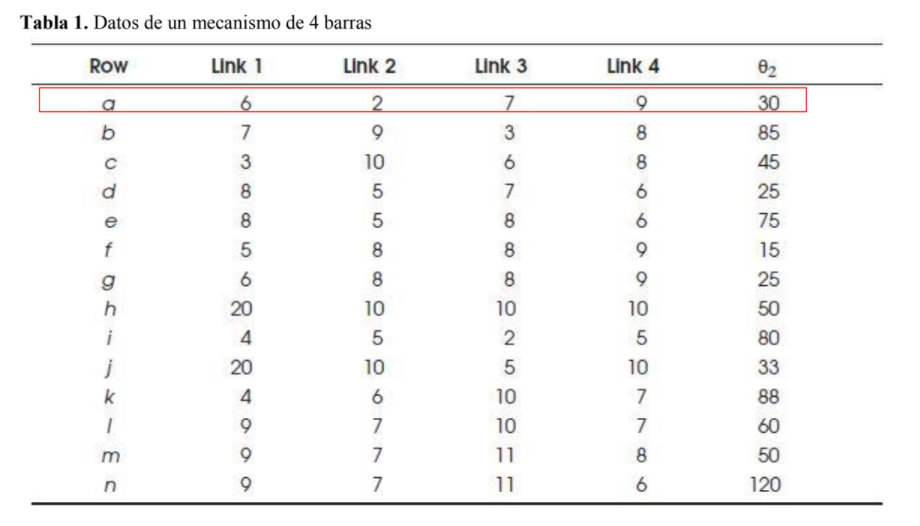 Tabla 1. Datos de un mecanismo de 4 barras
Row Link 1 Link 2 Link 3 Link 4 θ₂
a 6 2 7 9 30
b 7 9 3 8 85
c 3 10 6 8 45
d 8 5 7 6 25
e 8 5 8 6 75
f 5 8 8 9 15
g 6 8 8 9 25
h 20 10 10 10 50
i 4 5 2 5 80
j 20 10 5 10 33
k 4 6 10 7 88
l 9 7 10 7 60
m 9 7 11 8 50
n 9 7 11 6 120